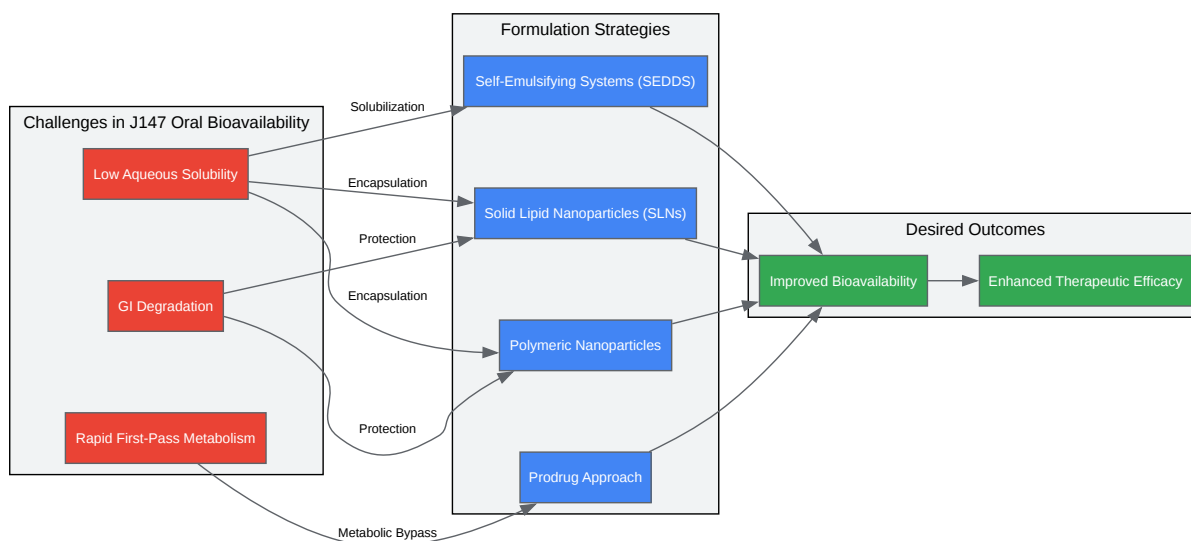 Challenges in J147 Oral Bioavailability
Low Aqueous Solubility
GI Degradation
Rapid First-Pass Metabolism
Solubilization
Encapsulation
Protection
Encapsulation
Protection
Metabolic Bypass
Formulation Strategies
Self-Emulsifying Systems (SEDDS)
Solid Lipid Nanoparticles (SLNs)
Polymeric Nanoparticles
Prodrug Approach
Desired Outcomes
Improved Bioavailability
Enhanced Therapeutic Efficacy